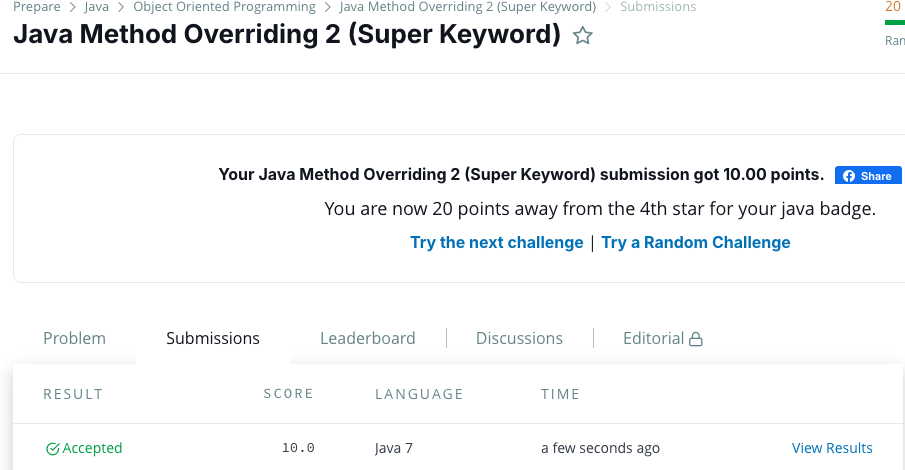 Prepare > Java > Object Oriented Programming > Java Method Overriding 2 (Super Keyword) > Submissions
20
Java Method Overriding 2 (Super Keyword)
Ran
Your Java Method Overriding 2 (Super Keyword) submission got 10.00 points. Share
You are now 20 points away from the 4th star for your java badge.
Try the next challenge | Try a Random Challenge
Problem Submissions Leaderboard Discussions Editorial
RESULT SCORE LANGUAGE TIME
Accepted 10.0 Java 7 a few seconds ago View Results